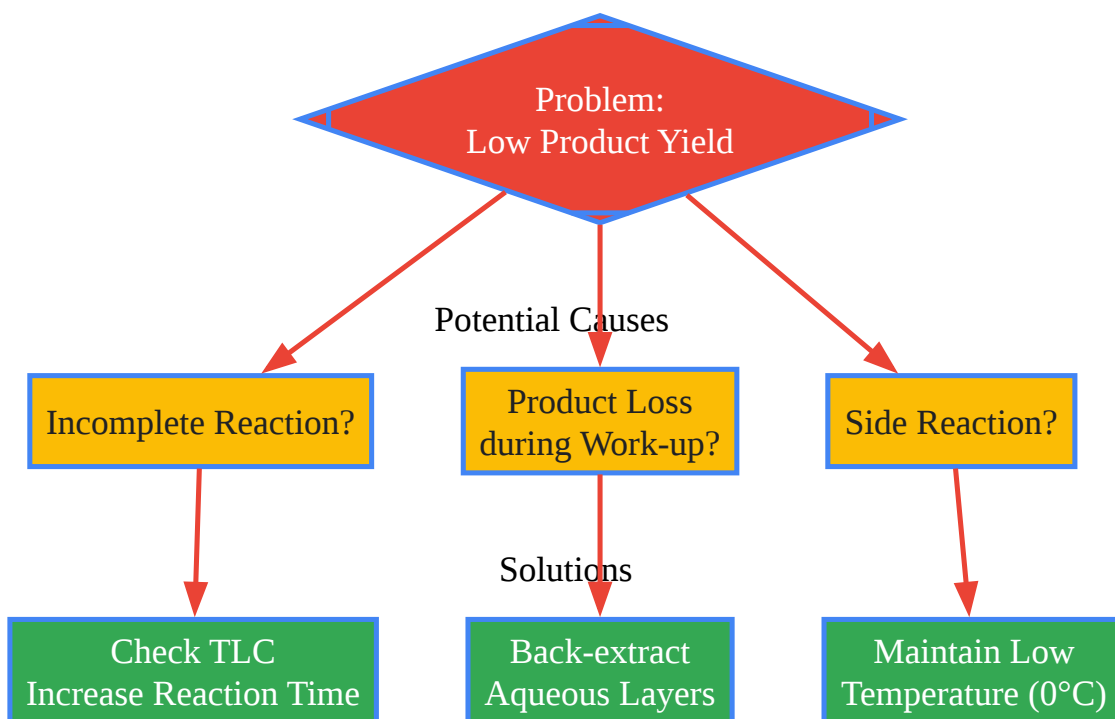 Problem:
Low Product Yield
Potential Causes
Incomplete Reaction?
Product Loss
during Work-up?
Side Reaction?
Solutions
Check TLC
Increase Reaction Time
Back-extract
Aqueous Layers
Maintain Low
Temperature (0°C)